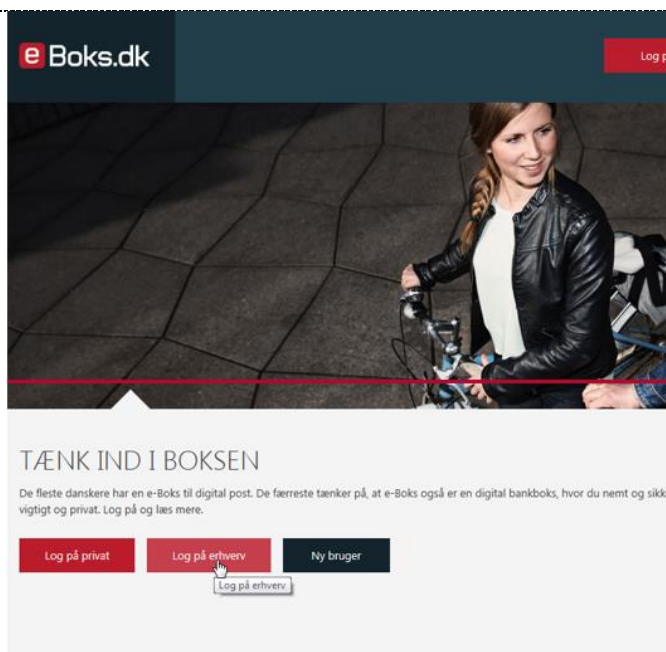 e Boks.dk
Log p
TÆNK IND I BOKSEN
De fleste danskere har en e-Boks til digital post. De færreste tænker på, at e-Boks også er en digital bankboks, hvor du nemt og sikk
vigtigt og privat. Log på og læs mere.
Log på privat
Log på erhverv
Ny bruger
Log på erhverv